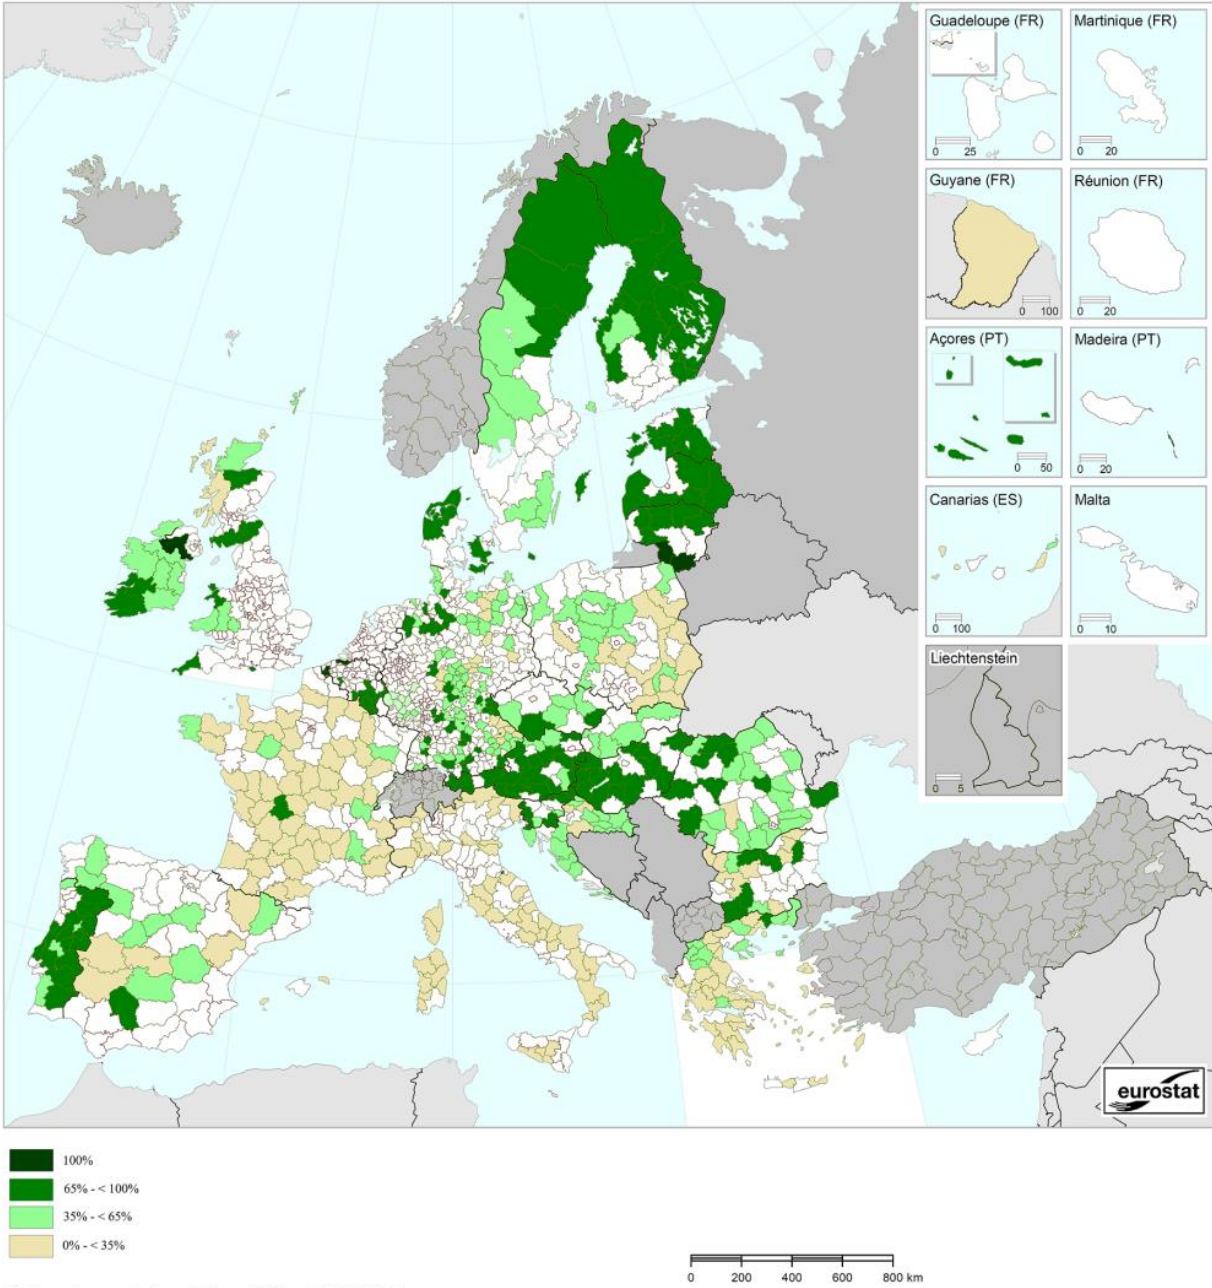 Guadeloupe (FR)
0 25
Martinique (FR)
0 20
Guyane (FR)
0 100
Réunion (FR)
0 20
Açores (PT)
0 50
Madeira (PT)
0 20
Canarias (ES)
0 100
Malta
0 10
Liechtenstein
0 5
eurostat
100%
65% - < 100%
35% - < 65%
0% - < 35%
0 200 400 600 800 km